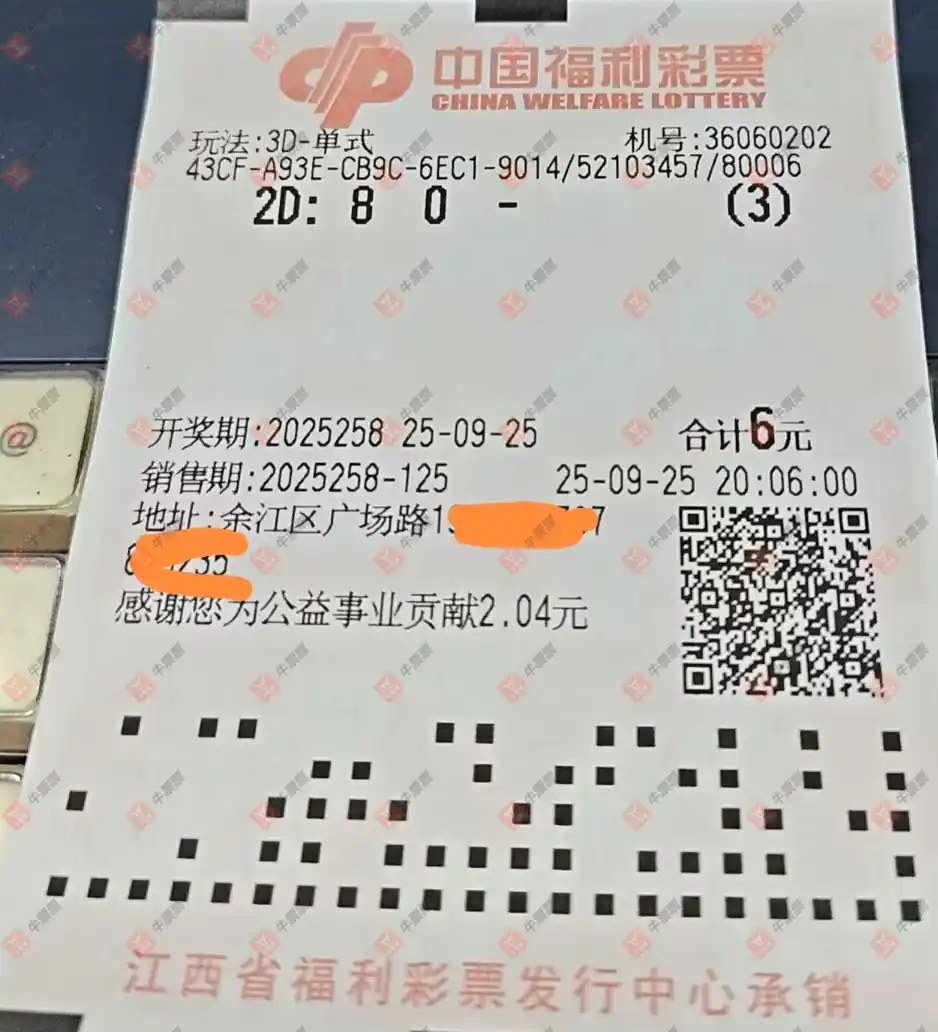 中国福利彩票
CHINA WELFARE LOTTERY
玩法:3D-单式 机号:36060202
43CF-A93E-CB9C-6EC1-9014/52103457/80006
2D: 8 0 - (3)
开奖期:2025258 25-09-25 合计6元
销售期:2025258-125 25-09-25 20:06:00
地址:余江区广场路1
感谢您为公益事业贡献2.04元
江西省福利彩票发行中心承销
@
牛票票